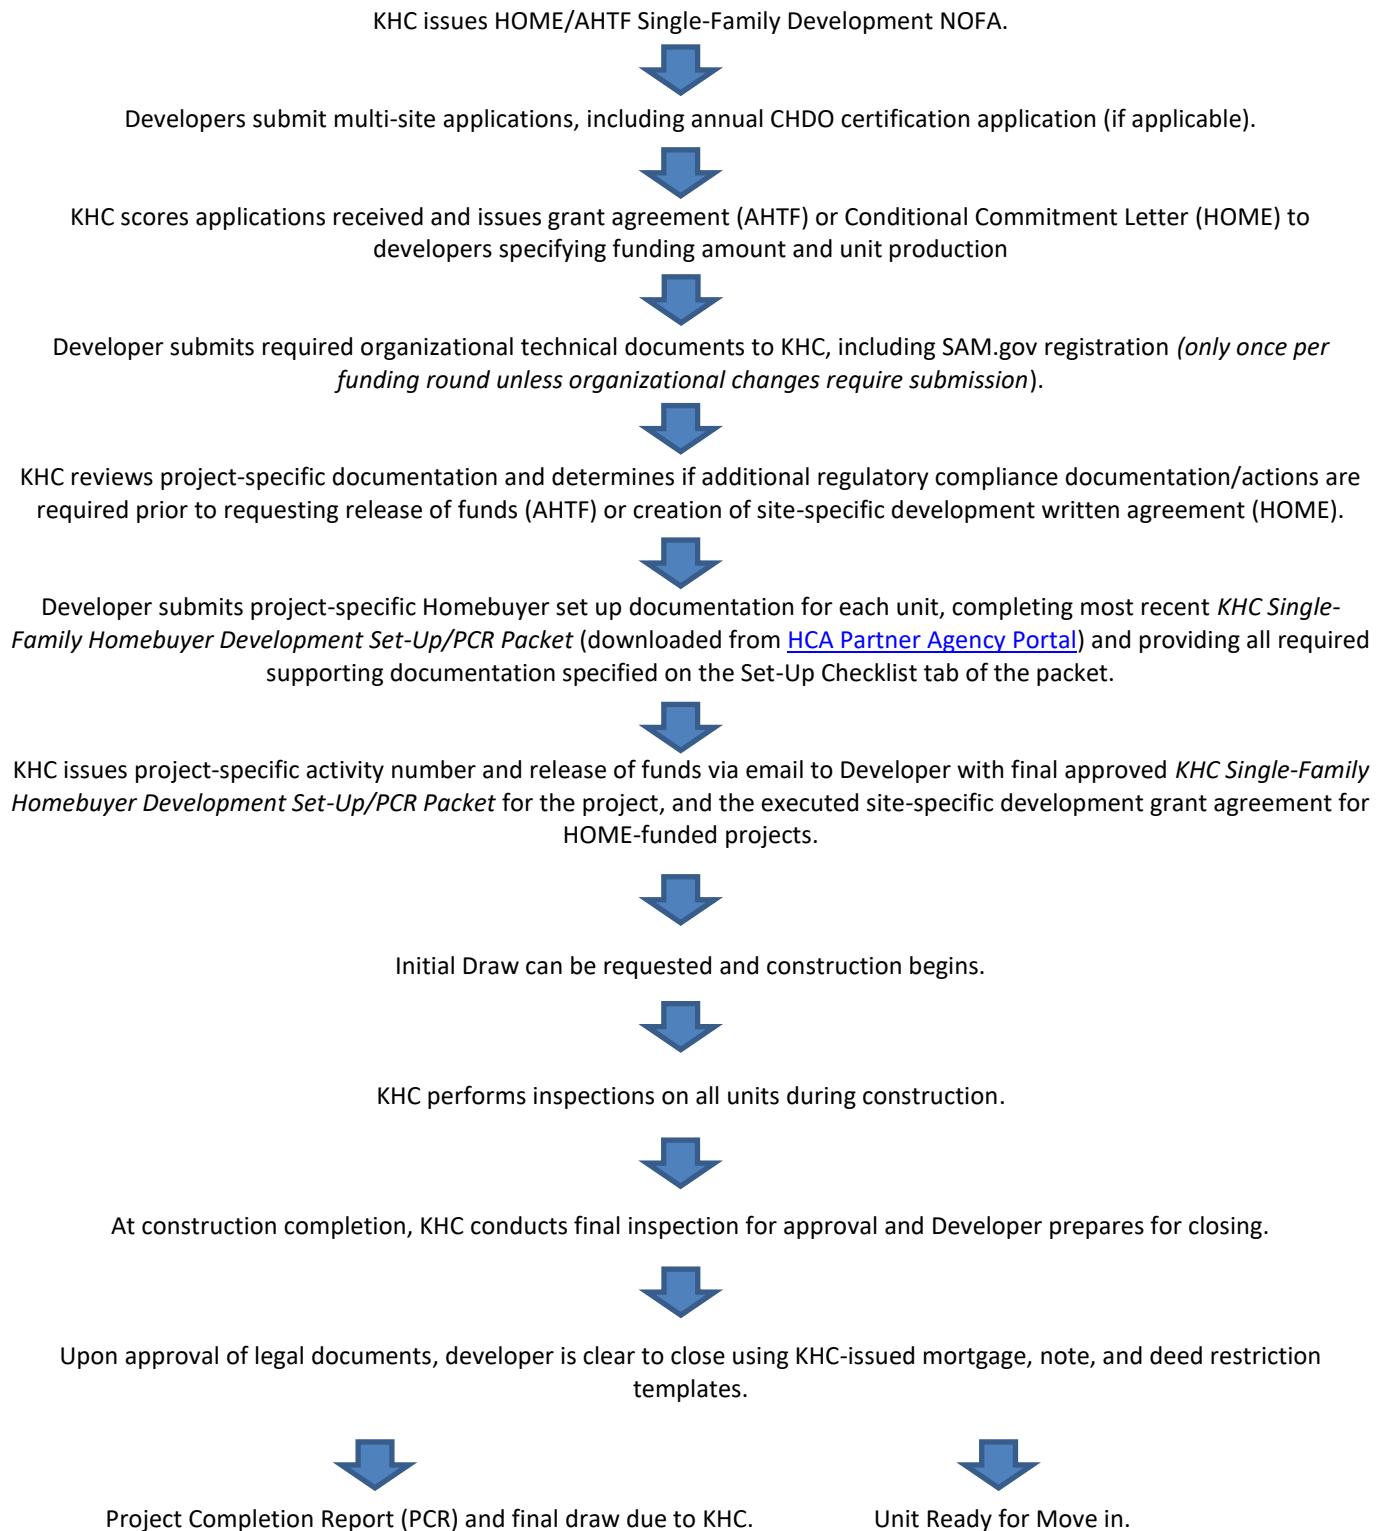 KHC issues HOME/AHTF Single-Family Development NOFA.
Developers submit multi-site applications, including annual CHDO certification application (if applicable).
KHC scores applications received and issues grant agreement (AHTF) or Conditional Commitment Letter (HOME) to
developers specifying funding amount and unit production
Developer submits required organizational technical documents to KHC, including SAM.gov registration (only once per
funding round unless organizational changes require submission).
KHC reviews project-specific documentation and determines if additional regulatory compliance documentation/actions are
required prior to requesting release of funds (AHTF) or creation of site-specific development written agreement (HOME).
Developer submits project-specific Homebuyer set up documentation for each unit, completing most recent KHC Single-
Family Homebuyer Development Set-Up/PCR Packet (downloaded from HCA Partner Agency Portal) and providing all required
supporting documentation specified on the Set-Up Checklist tab of the packet.
KHC issues project-specific activity number and release of funds via email to Developer with final approved KHC Single-Family
Homebuyer Development Set-Up/PCR Packet for the project, and the executed site-specific development grant agreement for
HOME-funded projects.
Initial Draw can be requested and construction begins.
KHC performs inspections on all units during construction.
At construction completion, KHC conducts final inspection for approval and Developer prepares for closing.
Upon approval of legal documents, developer is clear to close using KHC-issued mortgage, note, and deed restriction
templates.
Project Completion Report (PCR) and final draw due to KHC.
Unit Ready for Move in.